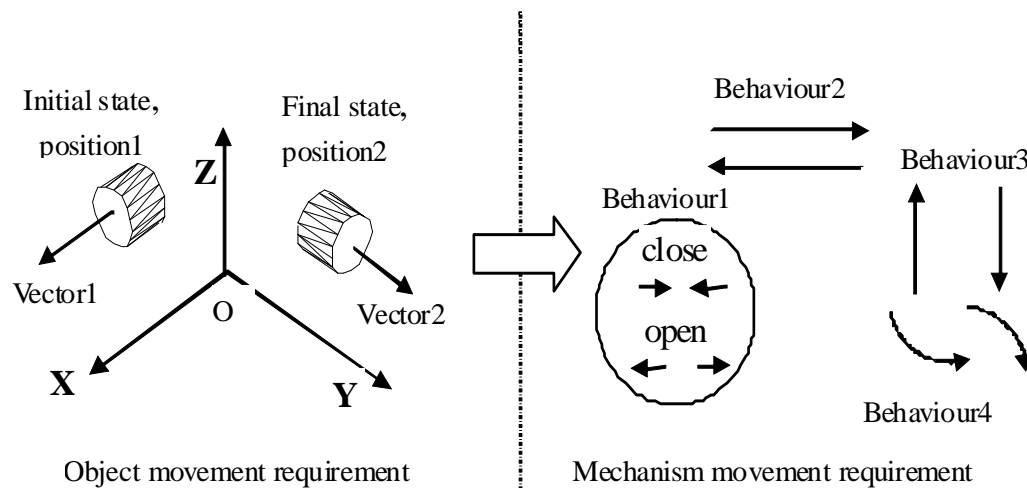 Initial state,
position1
Final state,
position2
Z
Vector1
O
Vector2
X
Y
Object movement requirement
Behaviour2
Behaviour3
Behaviour1
close
open
Behaviour4
Mechanism movement requirement